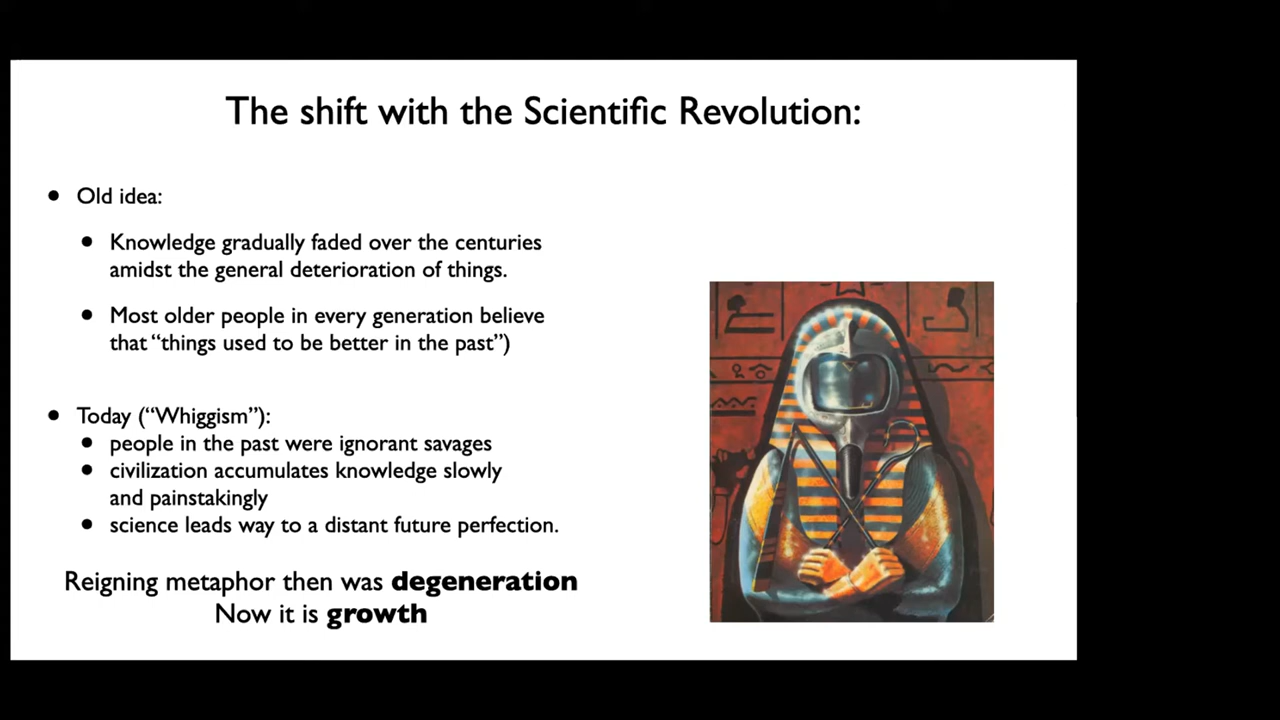 The shift with the Scientific Revolution:
• Old idea:
• Knowledge gradually faded over the centuries
amidst the general deterioration of things.
• Most older people in every generation believe
that “things used to be better in the past”)
• Today (“Whiggism”):
• people in the past were ignorant savages
• civilization accumulates knowledge slowly
and painstakingly
• science leads way to a distant future perfection.
Reigning metaphor then was degeneration
Now it is growth